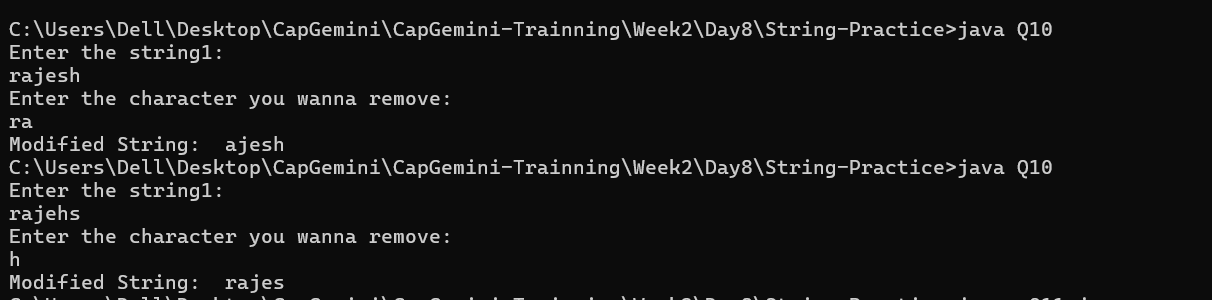 C:\Users\Dell\Desktop\CapGemini\CapGemini-Trainning\Week2\Day8\String-Practice>java Q10
Enter the string1:
rajesh
Enter the character you wanna remove:
ra
Modified String:  ajesh
C:\Users\Dell\Desktop\CapGemini\CapGemini-Trainning\Week2\Day8\String-Practice>java Q10
Enter the string1:
rajehs
Enter the character you wanna remove:
h
Modified String:  rajes